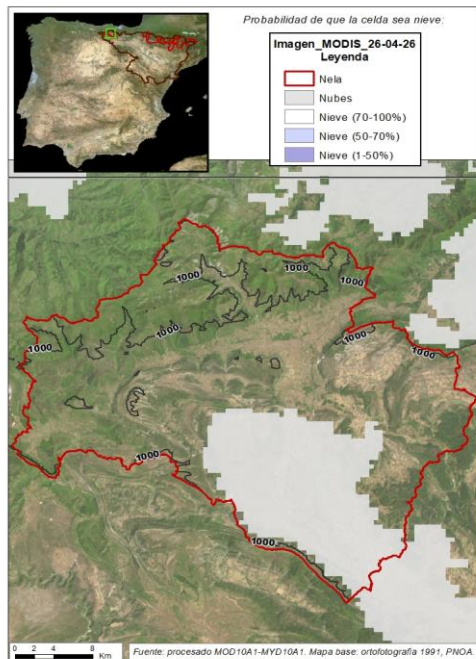 Probabilidad de que la celda sea nieve:
Imagen_MODIS_26-04-26
Leyenda
Nela
Nubes
Nieve (70-100%)
Nieve (50-70%)
Nieve (1-50%)
1000
1000
1000
1000
1000
1000
1000
1000
0 2 4 8
Km
Fuente: procesado MOD10A1-MYD10A1. Mapa base: ortofotografia 1991, PNOA.